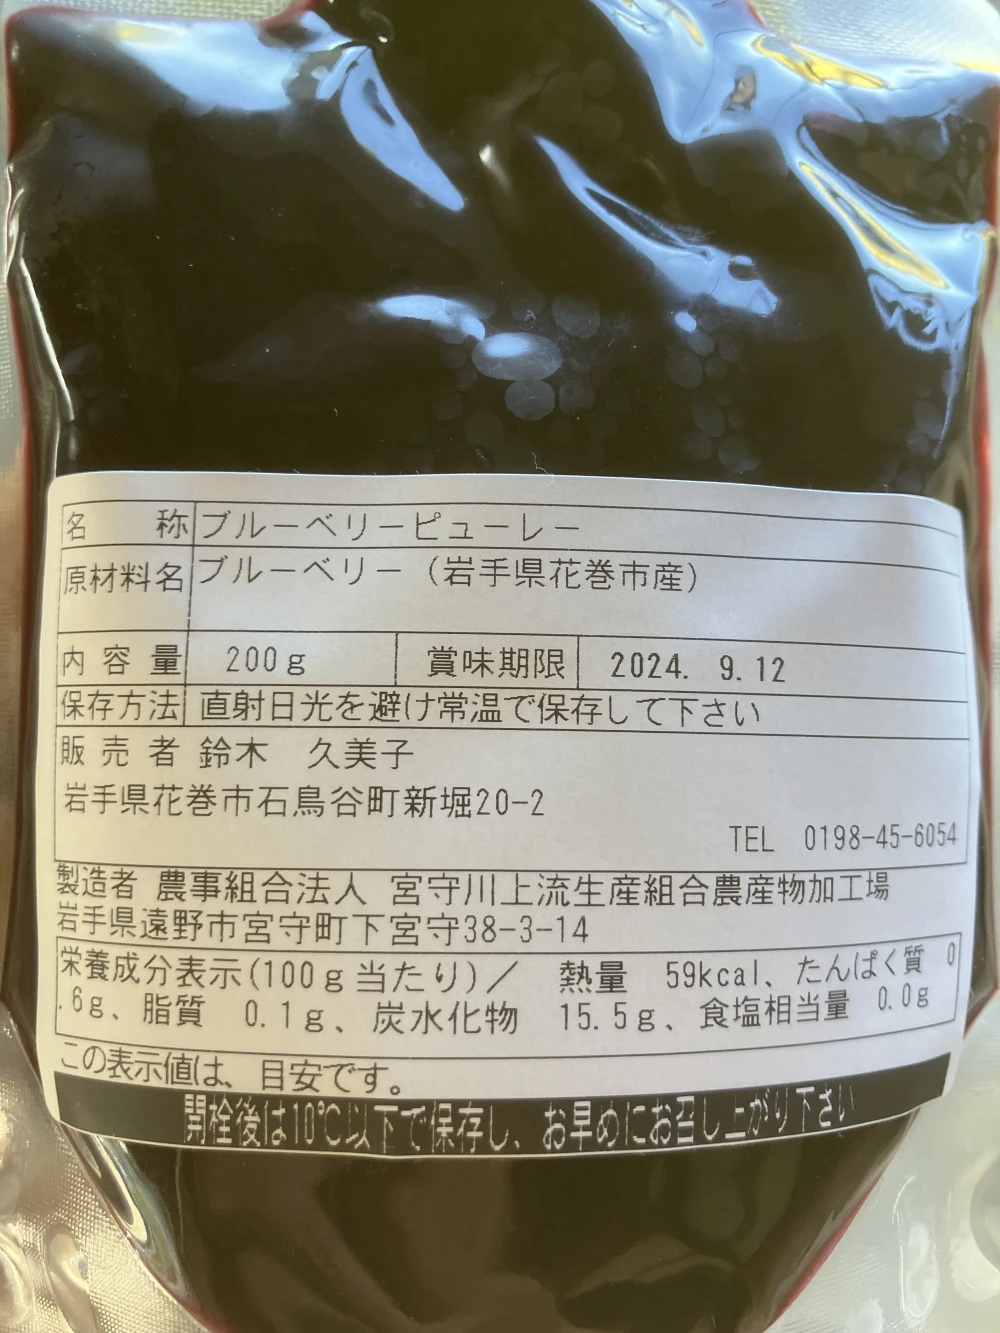 名 称 ブルーベリーピューレー
原材料名 ブルーベリー（岩手県花巻市産）
内容量 200g 賞味期限 2024. 9.12
保存方法 直射日光を避け常温で保存して下さい
販売者 鈴木 久美子
岩手県花巻市石鳥谷町新堀20-2
TEL 0198-45-6054
製造者 農事組合法人 宮守川上流生産組合農産物加工場
岩手県遠野市宮守町下宮守38-3-14
栄養成分表示(100g当たり)／ 熱量 59kcal、たんぱく質 0
.6g、脂質 0.1g、炭水化物 15.5g、食塩相当量 0.0g
この表示値は、目安です。
開栓後は10℃以下で保存し、お早めにお召し上がり下さい